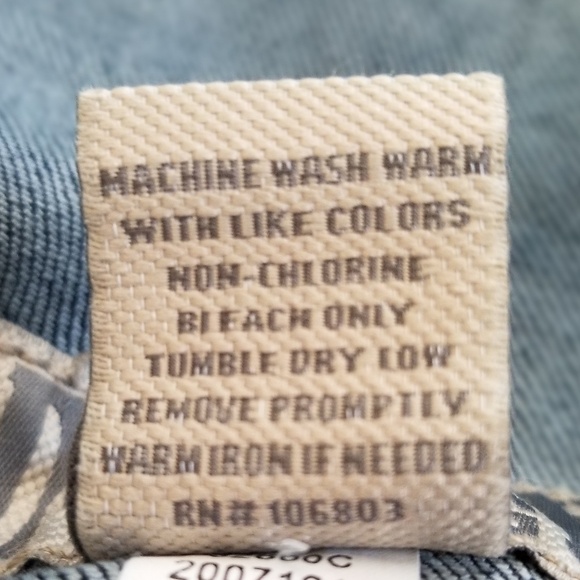 MACHINE WASH WARM
WITH LIKE COLORS
NON-CHLORINE
BLEACH ONLY
TUMBLE DRY LOW
REMOVE PROMPTLY
WARM IRON IF NEEDED
RN# 106803